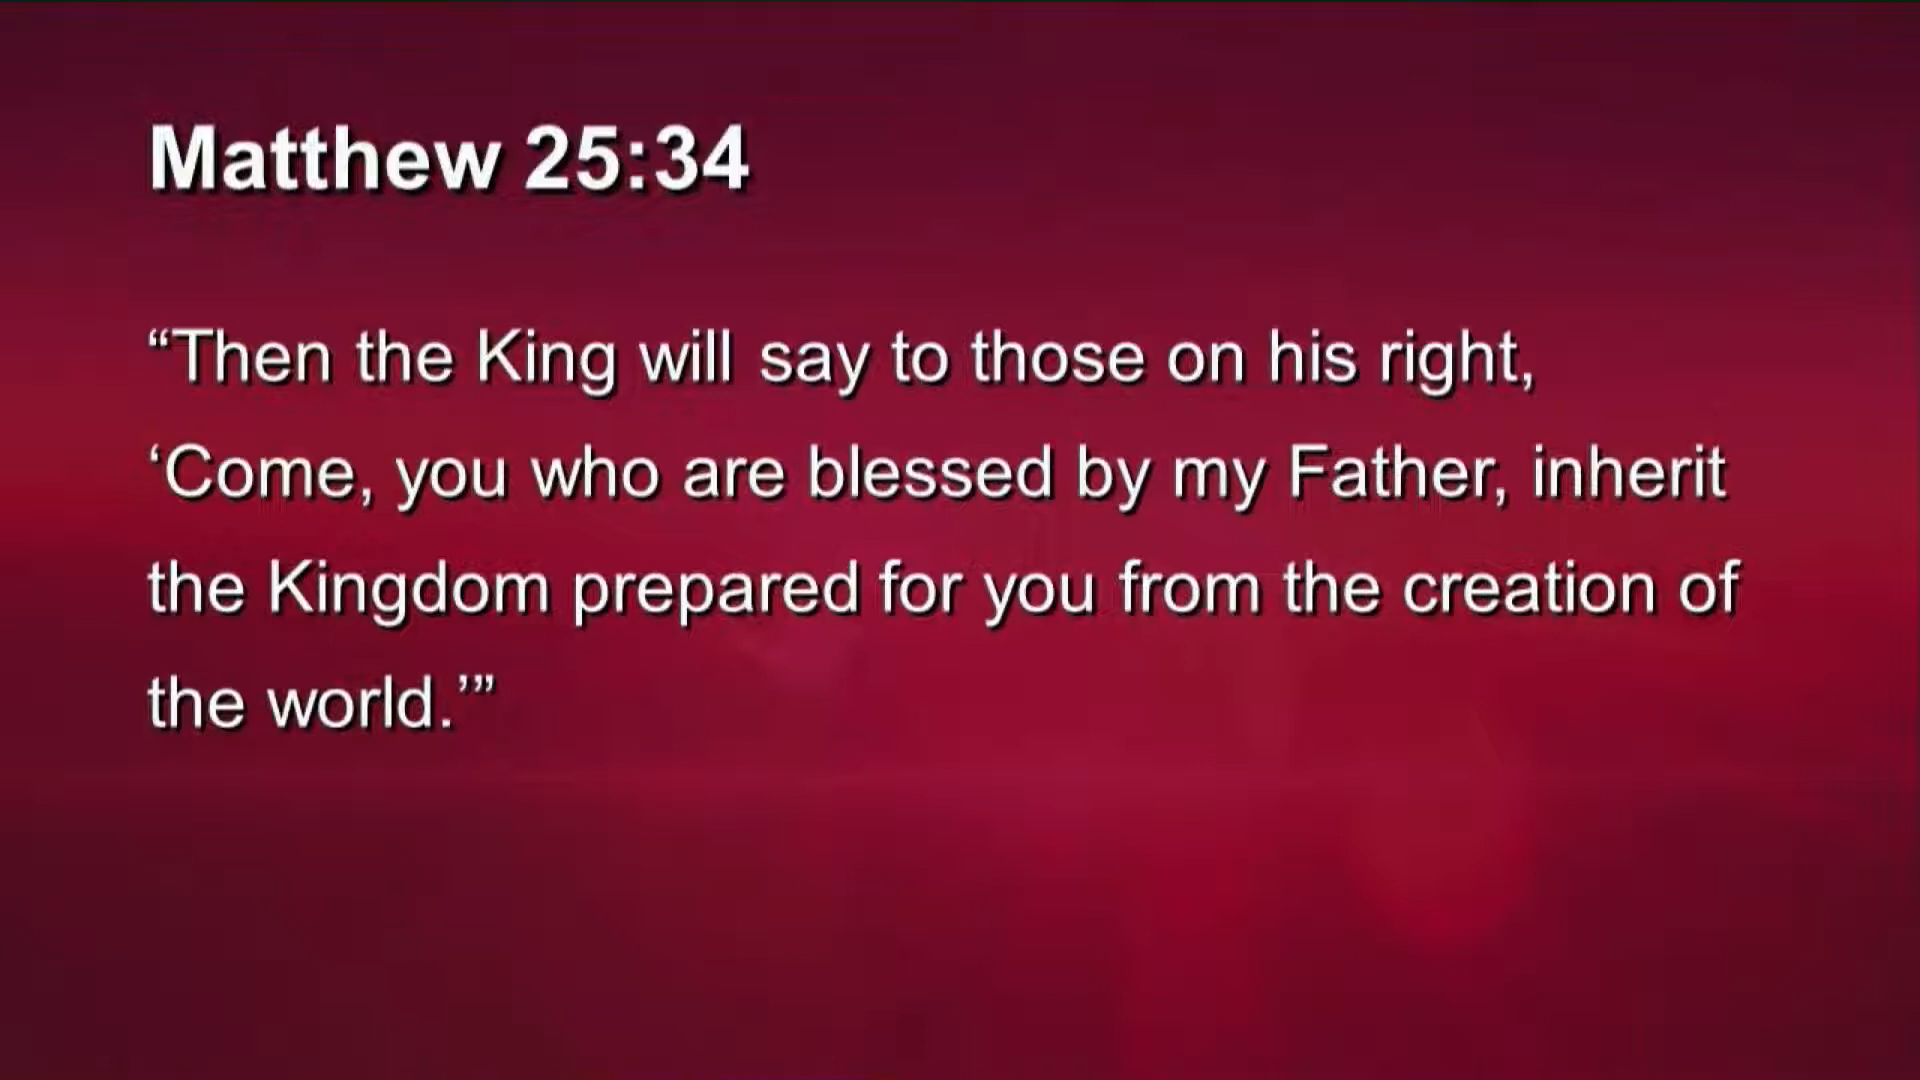 Matthew 25:34
“Then the King will say to those on his right,
‘Come, you who are blessed by my Father, inherit
the Kingdom prepared for you from the creation of
the world.’”